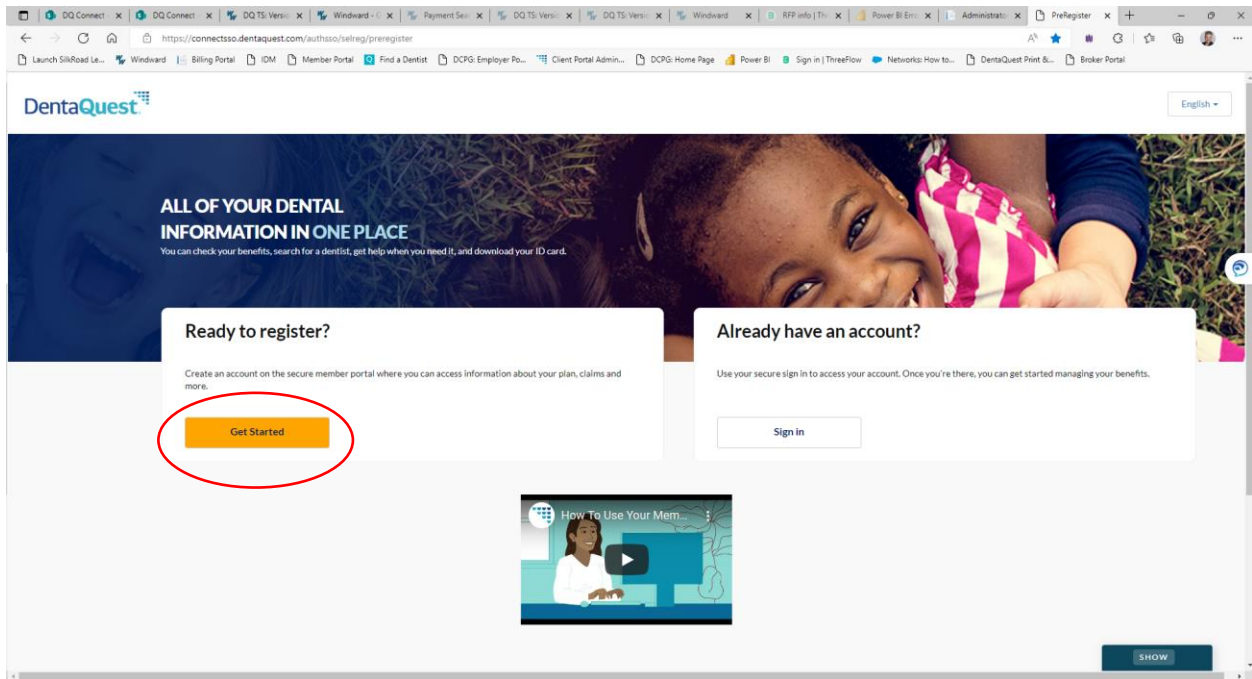 DQ Connect
DQ Connect
DQ TS: Versio
Windward - G
Payment Sear
DQ TS: Versio
DQ TS: Versio
Windward
RFP info | Thr
Power BI Emb
Administrato
PreRegister
https://connectsso.dentaquest.com/authsso/selreg/preregister
Launch SilkRoad Le...
Windward
Billing Portal
IDM
Member Portal
Find a Dentist
DCPG: Employer Po...
Client Portal Admin...
DCPG: Home Page
Power BI
Sign in | ThreeFlow
Networks: How to...
DentaQuest Print &...
Broker Portal
DentaQuest
English
ALL OF YOUR DENTAL
INFORMATION IN ONE PLACE
You can check your benefits, search for a dentist, get help when you need it, and download your ID card.
Ready to register?
Create an account on the secure member portal where you can access information about your plan, claims and
more.
Get Started
Already have an account?
Use your secure sign in to access your account. Once you're there, you can get started managing your benefits.
Sign in
How To Use Your Mem...
SHOW